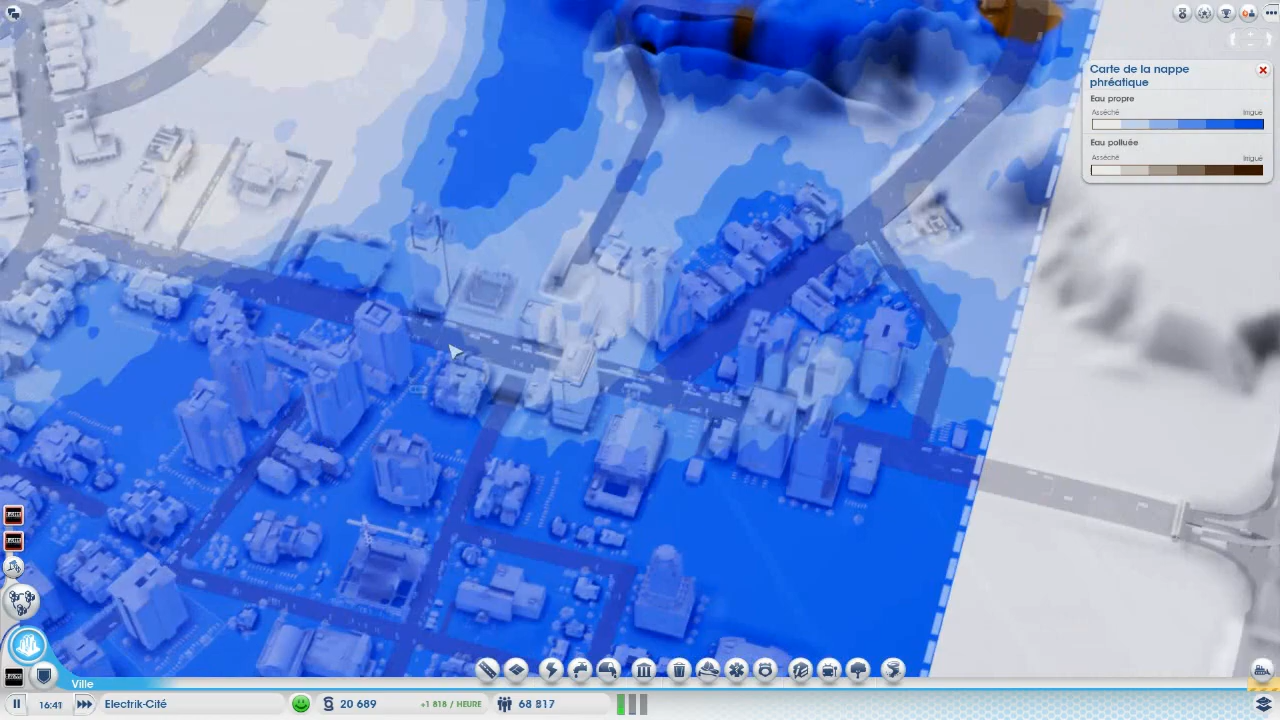 Carte de la nappe
phréatique
Eau propre
Asséché Irrigué
Eau polluée
Asséché Irrigué
Ville
16:41 Electrik-Cité 20 689 +1 818 / HEURE 68 817